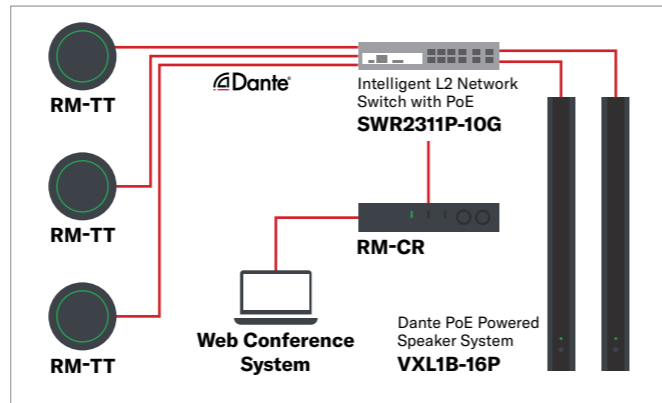 RM-TT
Dante®
Intelligent L2 Network
Switch with PoE
SWR2311P-10G
RM-TT
RM-CR
Web Conference
System
RM-TT
Dante PoE Powered
Speaker System
VXL1B-16P